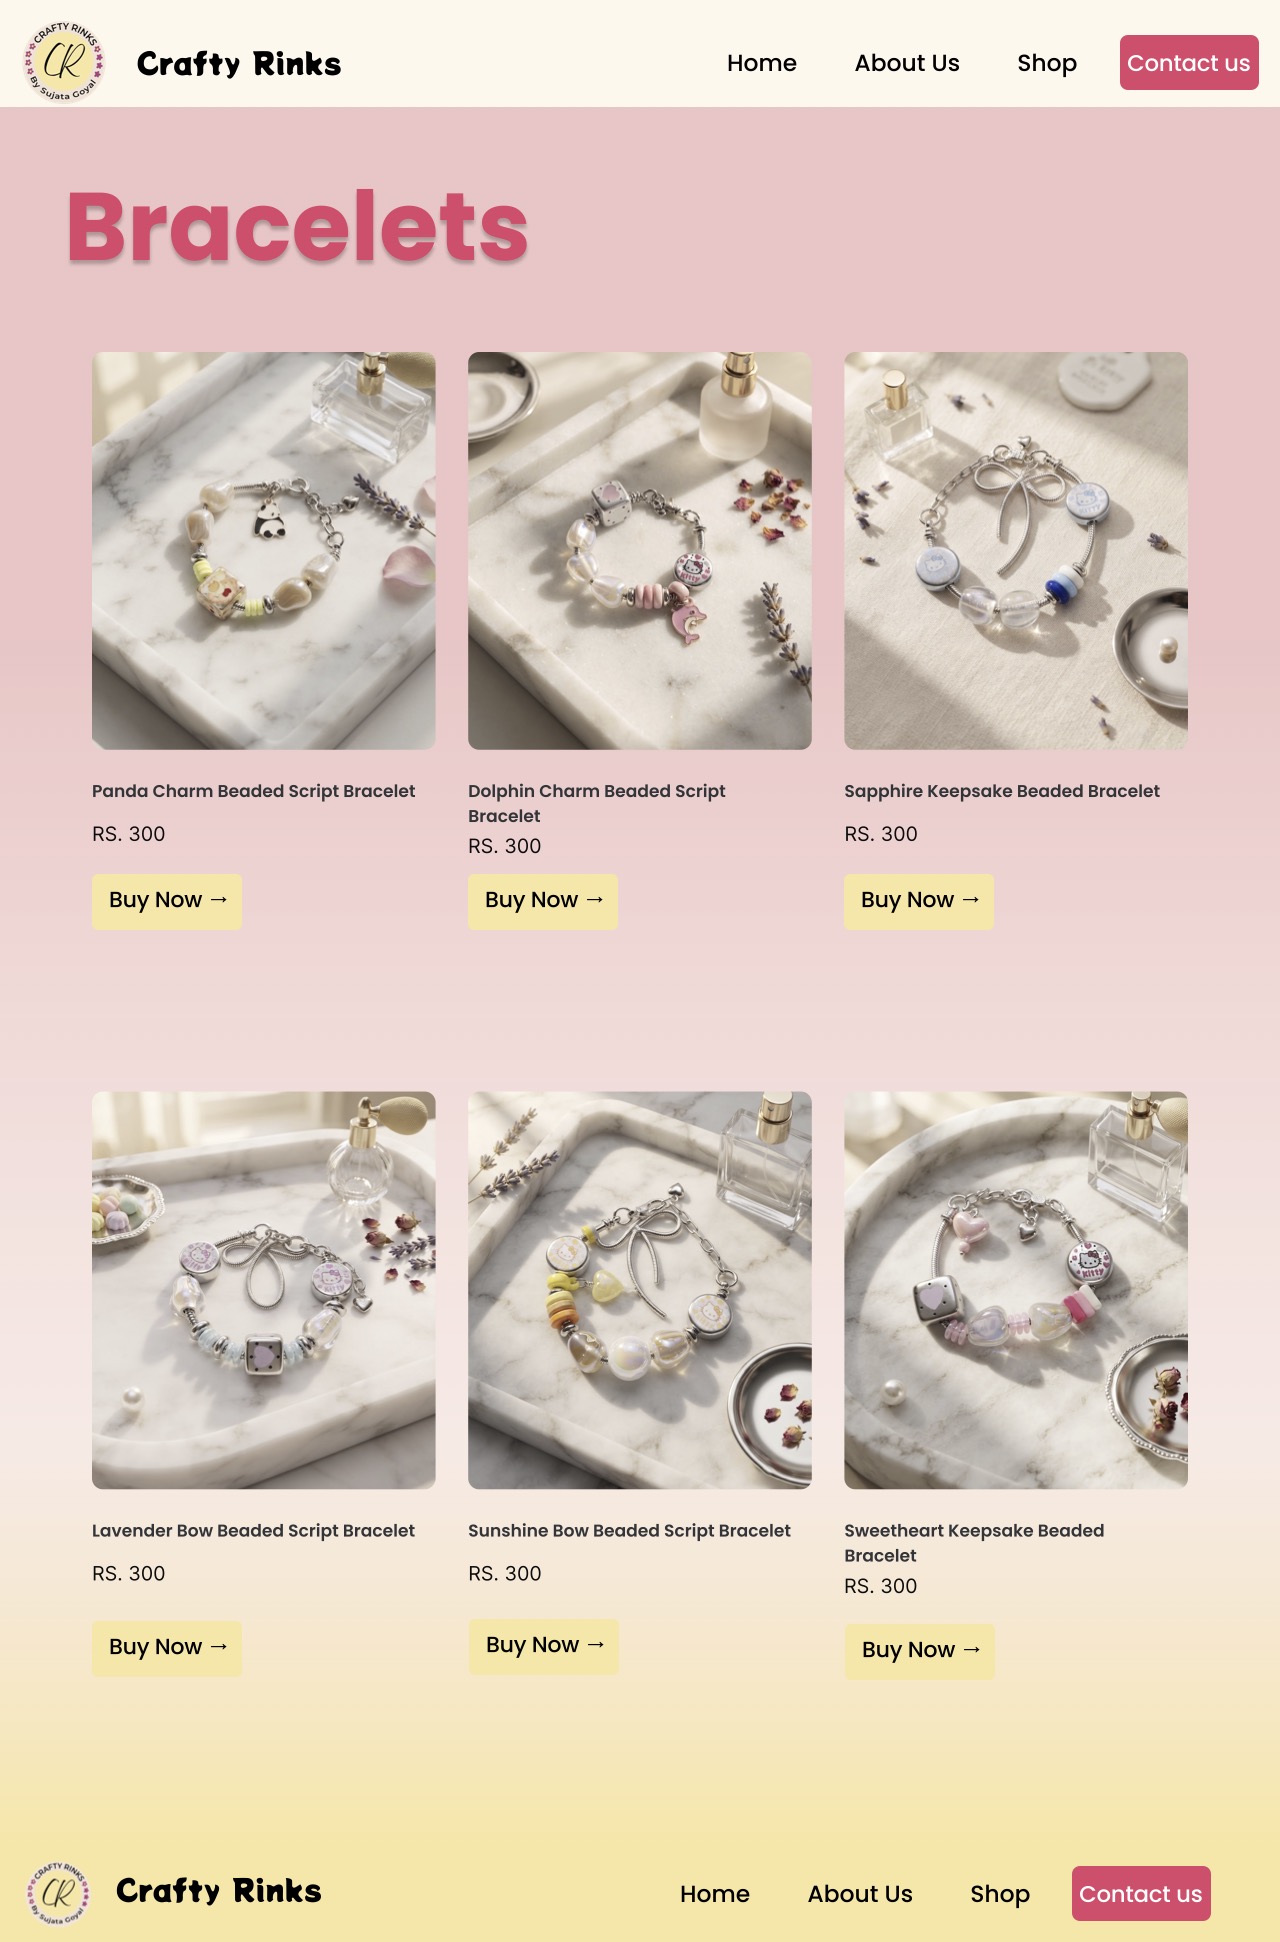 CRAFTY RINKS
CR
By Sujata Goyal
Crafty Rinks
Home
About Us
Shop
Contact us
Bracelets
Kitty
Panda Charm Beaded Script Bracelet
RS. 300
Buy Now →
Dolphin Charm Beaded Script
Bracelet
RS. 300
Buy Now →
Sapphire Keepsake Beaded Bracelet
RS. 300
Buy Now →
Kitty
Lavender Bow Beaded Script Bracelet
RS. 300
Buy Now →
Sunshine Bow Beaded Script Bracelet
RS. 300
Buy Now →
Sweetheart Keepsake Beaded
Bracelet
RS. 300
Buy Now →
CRAFTY RINKS
CR
By Sujata Goyal
Crafty Rinks
Home
About Us
Shop
Contact us